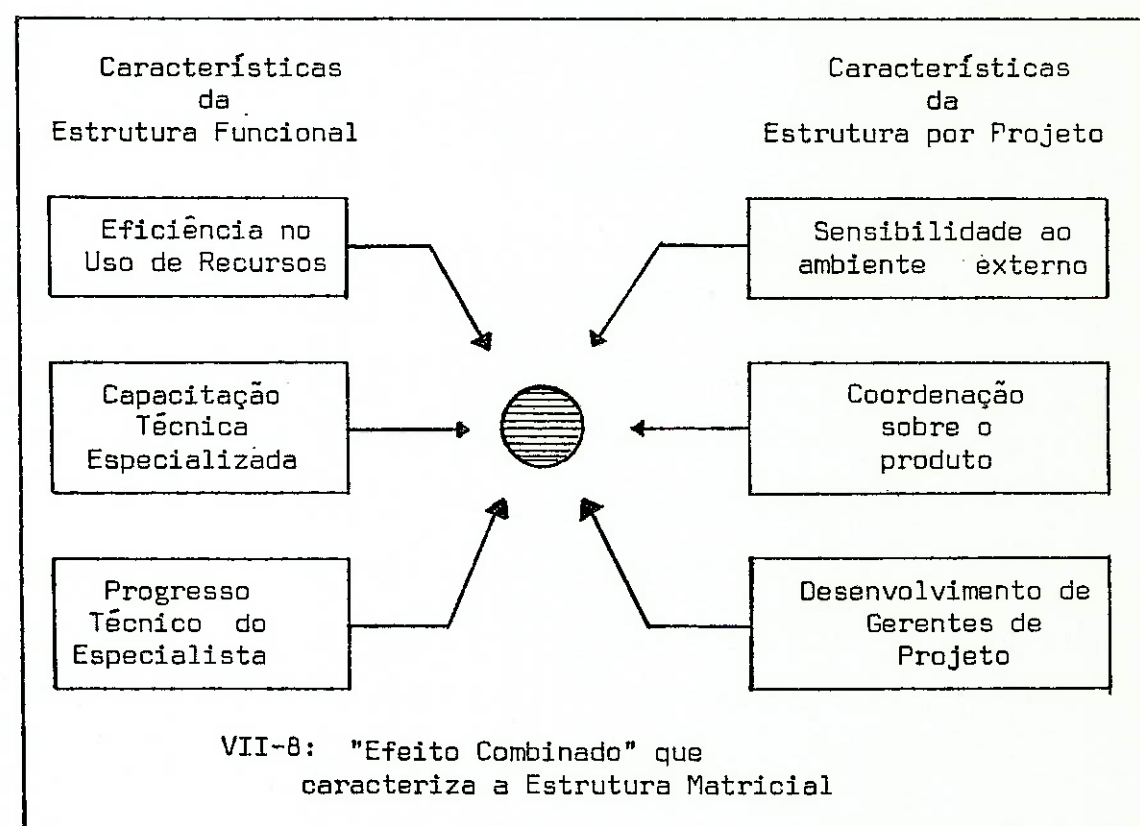 Características
da
Estrutura Funcional
Eficiência no
Uso de Recursos
Capacitação
Técnica
Especializada
Progresso
Técnico do
Especialista
Características
da
Estrutura por Projeto
Sensibilidade ao
ambiente externo
Coordenação
sobre o
produto
Desenvolvimento de
Gerentes de
Projeto
VII-8: "Efeito Combinado" que
caracteriza a Estrutura Matricial